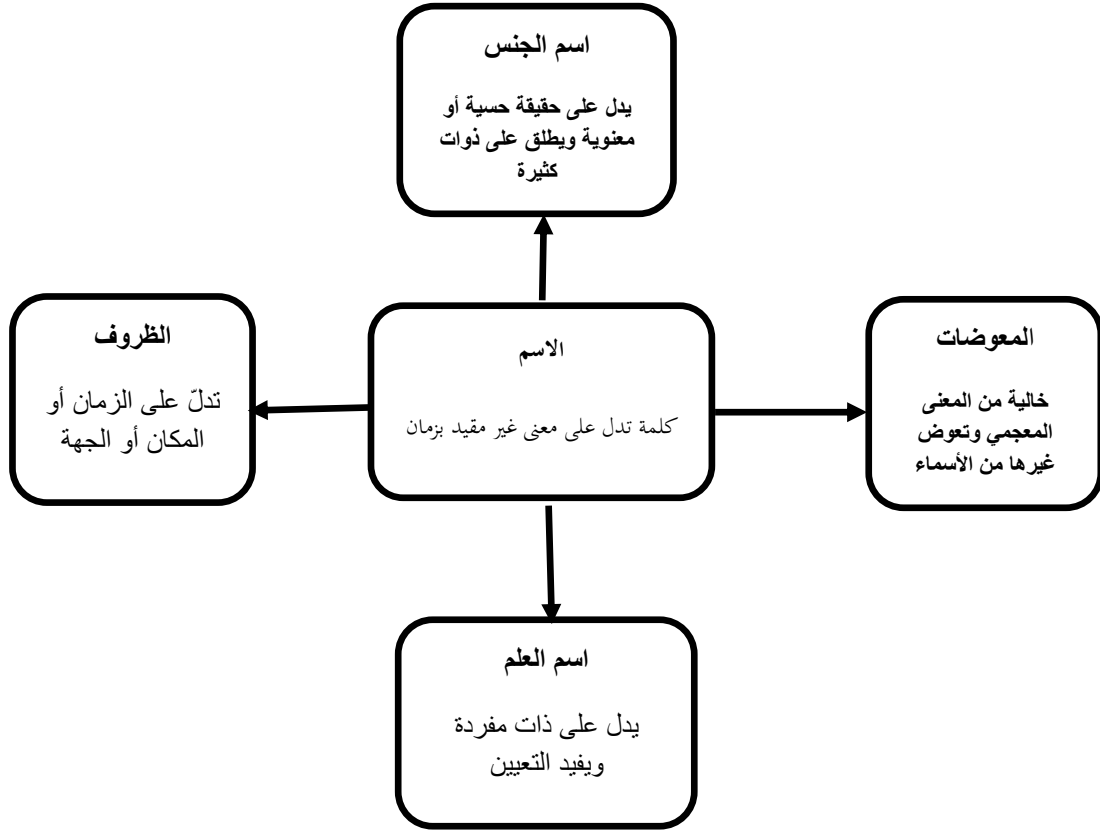 اسم الجنس
يدل على حقيقة حسية أو
معنوية ويطلق على ذوات
كثيرة
المعوضات
خالية من المعنى
المعجمي وتعوض
غيرها من الأسماء
الاسم
كلمة تدل على معنى غير مقيد بزمان
الظروف
تدلّ على الزمان أو
المكان أو الجهة
اسم العلم
يدل على ذات مفردة
ويفيد التعيين